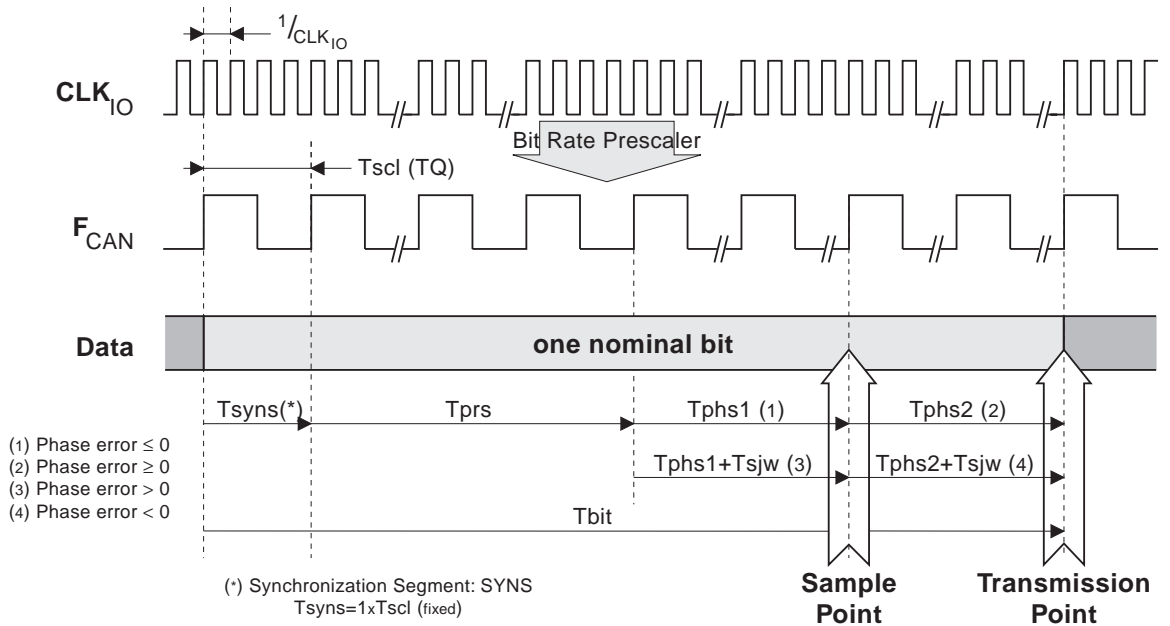 1/CLK_IO
CLK_IO
Bit Rate Prescaler
Tscl (TQ)
F_CAN
Data
one nominal bit
Tsyns(*)
Tprs
Tphs1 (1)
Tphs2 (2)
(1) Phase error ≤ 0
(2) Phase error ≥ 0
(3) Phase error > 0
(4) Phase error < 0
Tphs1+Tsjw (3)
Tphs2+Tsjw (4)
Tbit
(*) Synchronization Segment: SYNS
Tsyns=1xTscl (fixed)
Sample
Point
Transmission
Point